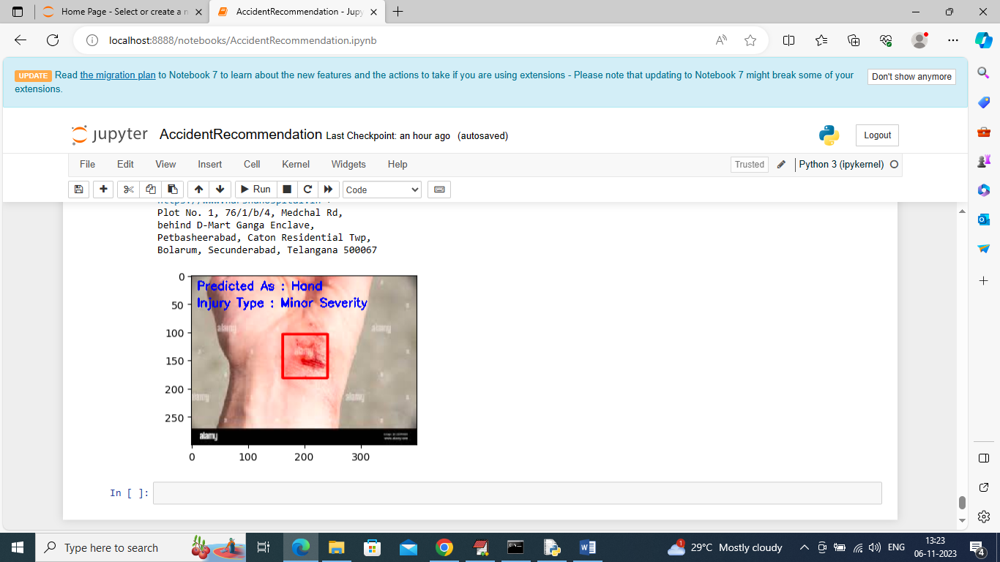 Home Page - Select or create a n
AccidentRecommendation - Jupy
localhost:8888/notebooks/AccidentRecommendation.ipynb
UPDATE Read the migration plan to Notebook 7 to learn about the new features and the actions to take if you are using extensions - Please note that updating to Notebook 7 might break some of your
extensions.
Don't show anymore
jupyter AccidentRecommendation Last Checkpoint: an hour ago (autosaved)
Logout
File Edit View Insert Cell Kernel Widgets Help
Trusted Python 3 (ipykernel)
Run Code
Plot No. 1, 76/1/b/4, Medchal Rd,
behind D-Mart Ganga Enclave,
Petbasheerabad, Caton Residential Twp,
Bolarum, Secunderabad, Telangana 500067
Predicted As : Hand
Injury Type : Minor Severity
alamy alamy
alamy
alamy alamy
alamy
0
50
100
150
200
250
0 100 200 300
In [ ]:
Type here to search
29°C Mostly cloudy
ENG
13:23
06-11-2023
4